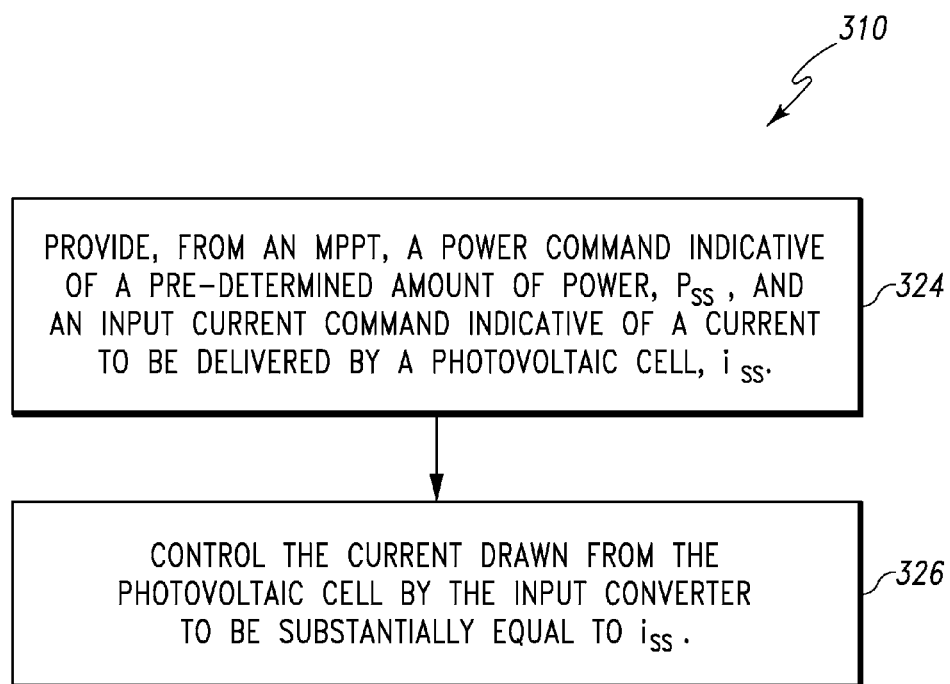 310
PROVIDE, FROM AN MPPT, A POWER COMMAND INDICATIVE
OF A PRE-DETERMINED AMOUNT OF POWER, PSS, AND
AN INPUT CURRENT COMMAND INDICATIVE OF A CURRENT
TO BE DELIVERED BY A PHOTOVOLTAIC CELL, iSS.
324
CONTROL THE CURRENT DRAWN FROM THE
PHOTOVOLTAIC CELL BY THE INPUT CONVERTER
TO BE SUBSTANTIALLY EQUAL TO iSS.
326